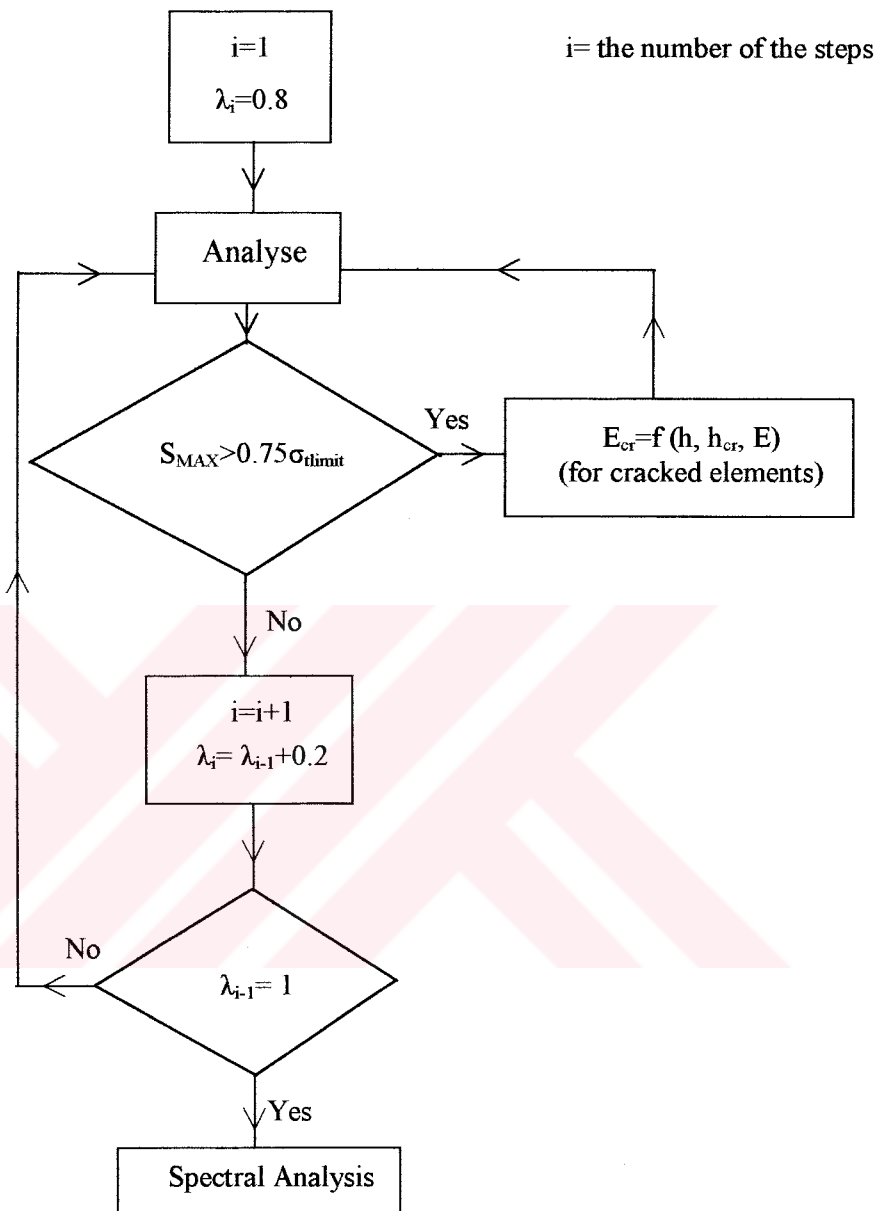 i=1
λi=0.8
i= the number of the steps
Analyse
Yes
SMAX>0.75σtlimit
Ecr=f (h, hcr, E)
(for cracked elements)
No
i=i+1
λi= λi-1+0.2
No
λi-1= 1
Yes
Spectral Analysis